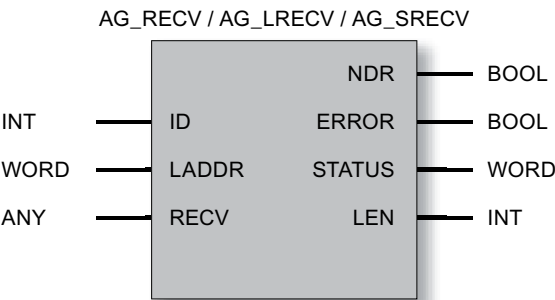 AG_RECV / AG_LRECV / AG_SRECV
NDR BOOL
INT ID ERROR BOOL
WORD LADDR STATUS WORD
ANY RECV LEN INT